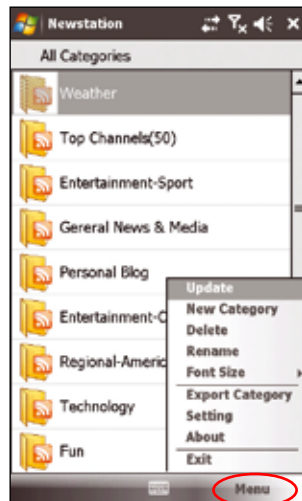 Newstation
All Categories
Weather
Top Channels(50)
Entertainment-Sport
Gereral News & Media
Personal Blog
Entertainment-C
Regional-Americ
Technology
Fun
Update
New Category
Delete
Rename
Font Size
Export Category
Setting
About
Exit
Menu